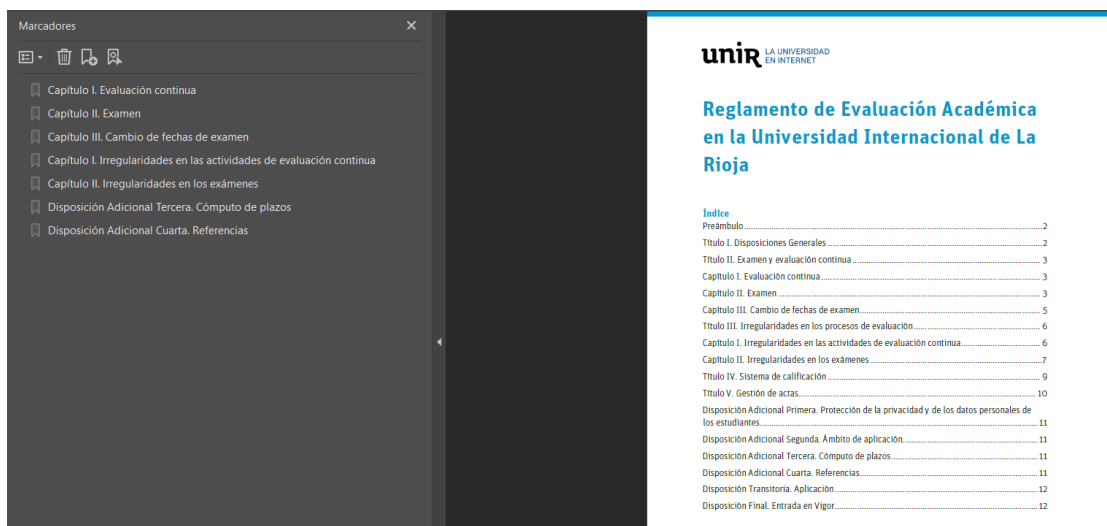 Marcadores
Capítulo I. Evaluación continua
Capítulo II. Examen
Capítulo III. Cambio de fechas de examen
Capítulo I. Irregularidades en las actividades de evaluación continua
Capítulo II. Irregularidades en los exámenes
Disposición Adicional Tercera. Cómputo de plazos
Disposición Adicional Cuarta. Referencias
unir LA UNIVERSIDAD
EN INTERNET
Reglamento de Evaluación Académica
en la Universidad Internacional de La
Rioja
Índice
Preámbulo 2
Título I. Disposiciones Generales 2
Título II. Examen y evaluación continua 3
Capítulo I. Evaluación continua 3
Capítulo II. Examen 3
Capítulo III. Cambio de fechas de examen 5
Título III. Irregularidades en los procesos de evaluación 6
Capítulo I. Irregularidades en las actividades de evaluación continua 6
Capítulo II. Irregularidades en los exámenes 7
Título IV. Sistema de calificación 9
Título V. Gestión de actas 10
Disposición Adicional Primera. Protección de la privacidad y de los datos personales de
los estudiantes 11
Disposición Adicional Segunda. Ámbito de aplicación. 11
Disposición Adicional Tercera. Cómputo de plazos 11
Disposición Adicional Cuarta. Referencias 11
Disposición Transitoria. Aplicación 12
Disposición Final. Entrada en Vigor 12